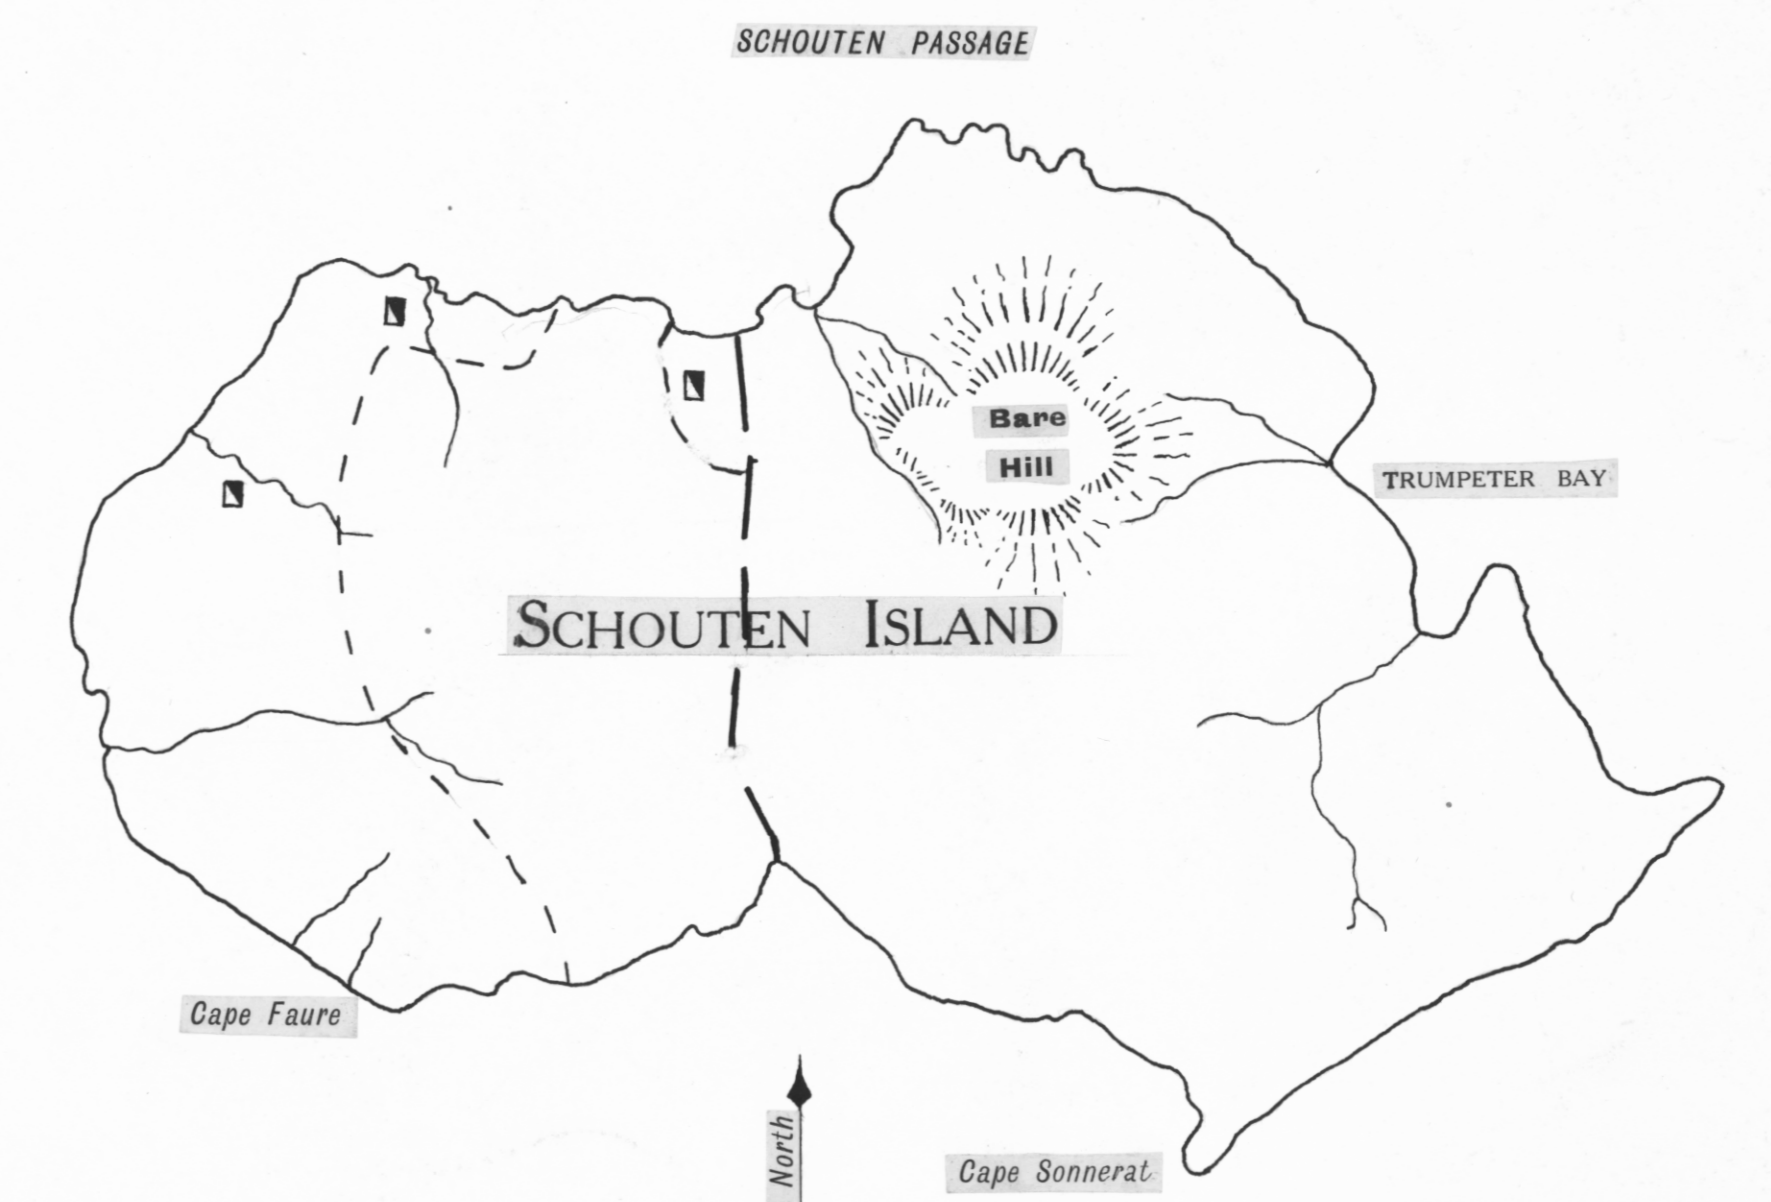 SCHOUTEN PASSAGE
Bare
Hill
TRUMPETER BAY
SCHOUTEN ISLAND
Cape Faure
North
Cape Sonnerat